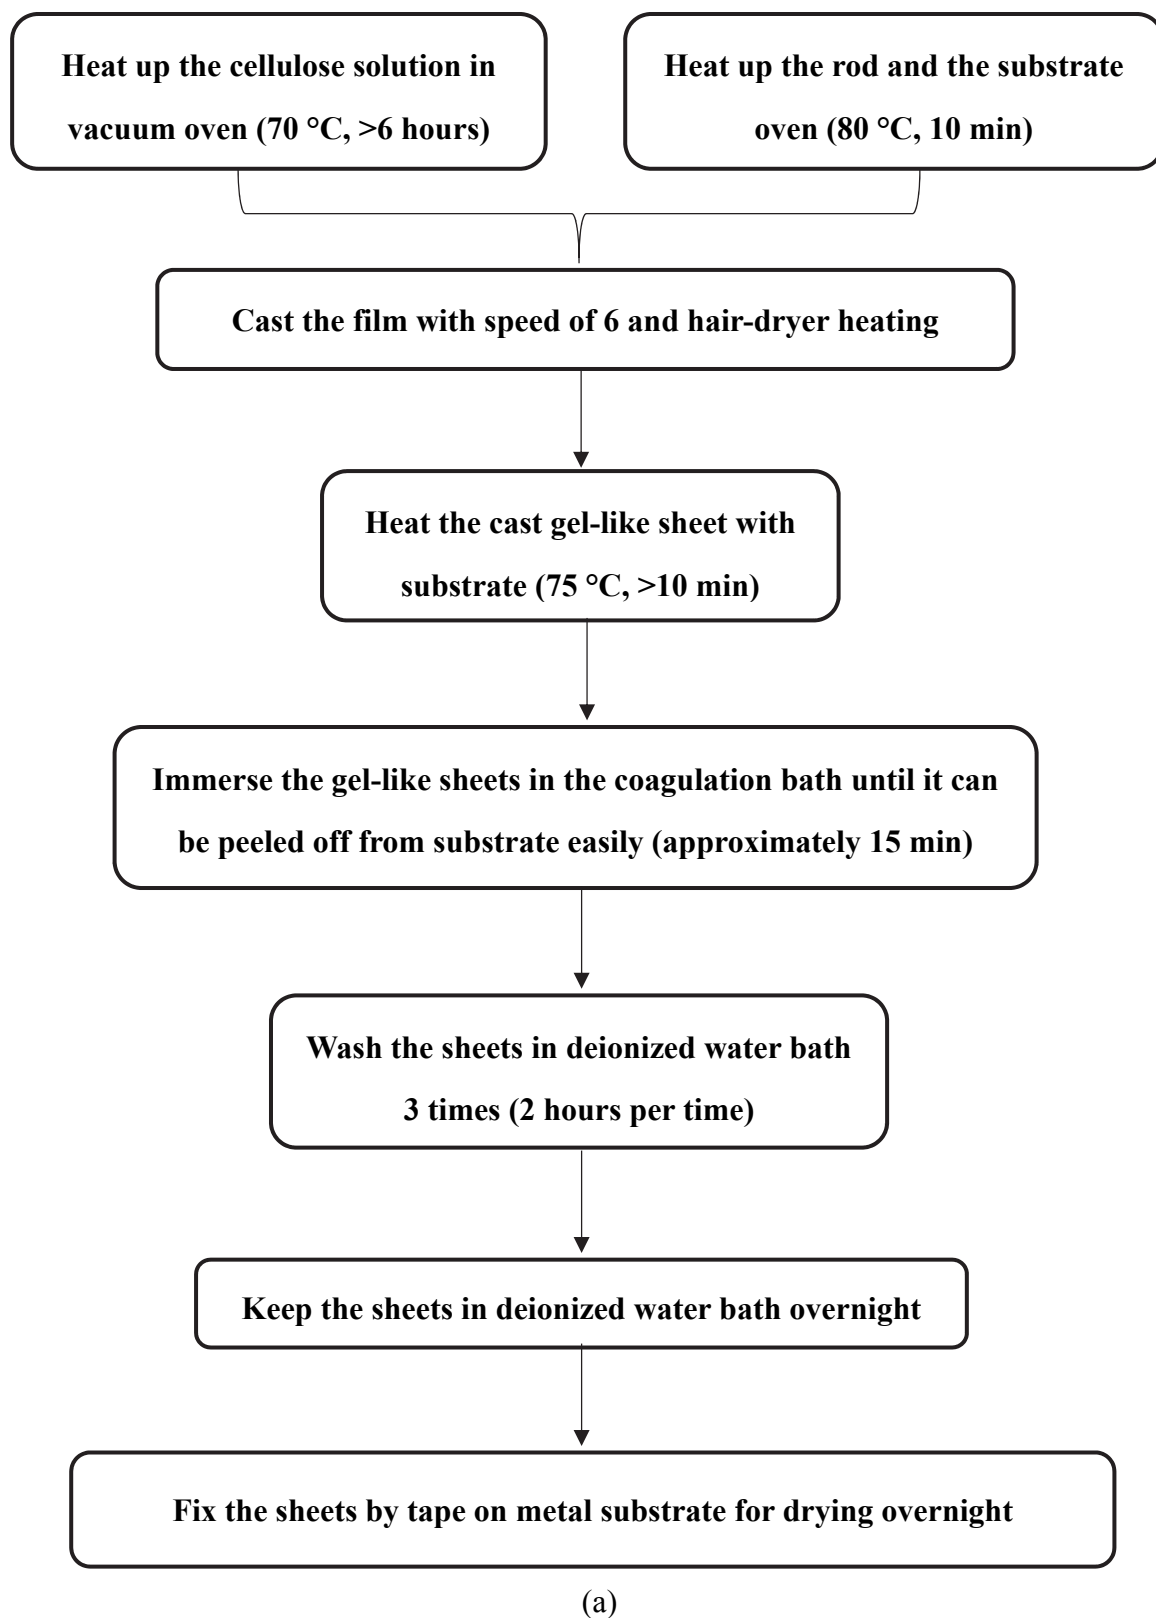 Heat up the cellulose solution in
vacuum oven (70 °C, >6 hours)
Heat up the rod and the substrate
oven (80 °C, 10 min)
Cast the film with speed of 6 and hair-dryer heating
Heat the cast gel-like sheet with
substrate (75 °C, >10 min)
Immerse the gel-like sheets in the coagulation bath until it can
be peeled off from substrate easily (approximately 15 min)
Wash the sheets in deionized water bath
3 times (2 hours per time)
Keep the sheets in deionized water bath overnight
Fix the sheets by tape on metal substrate for drying overnight
(a)